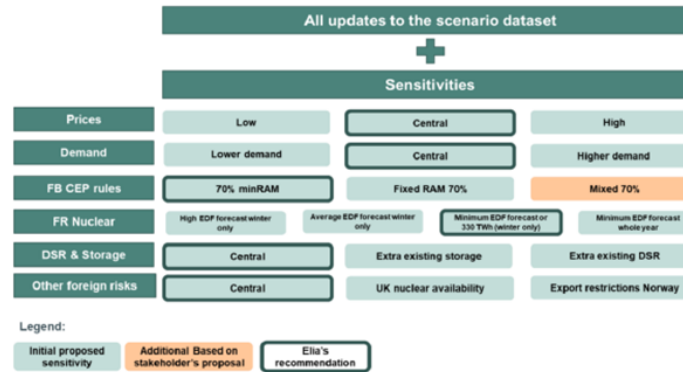 All updates to the scenario dataset
Sensitivities
Prices
Low
Central
High
Demand
Lower demand
Central
Higher demand
FB CEP rules
70% minRAM
Fixed RAM 70%
Mixed 70%
FR Nuclear
High EDF forecast winter
only
Average EDF forecast winter
only
Minimum EDF forecast or
330 TWh (winter only)
Minimum EDF forecast
whole year
DSR & Storage
Central
Extra existing storage
Extra existing DSR
Other foreign risks
Central
UK nuclear availability
Export restrictions Norway
Legend:
Initial proposed
sensitivity
Additional Based on
stakeholder's proposal
Elia's
recommendation